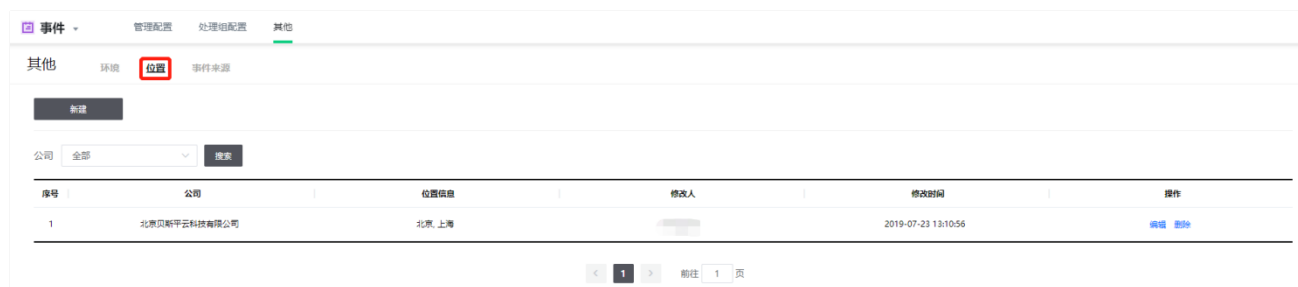 事件 管理配置 处理组配置 其他
其他 环境 位置 事件来源
新建
公司 全部 搜索
序号 公司 位置信息 修改人 修改时间 操作
1 北京贝斯平云科技有限公司 北京, 上海 2019-07-23 13:10:56 编辑 删除
< 1 > 前往 1 页